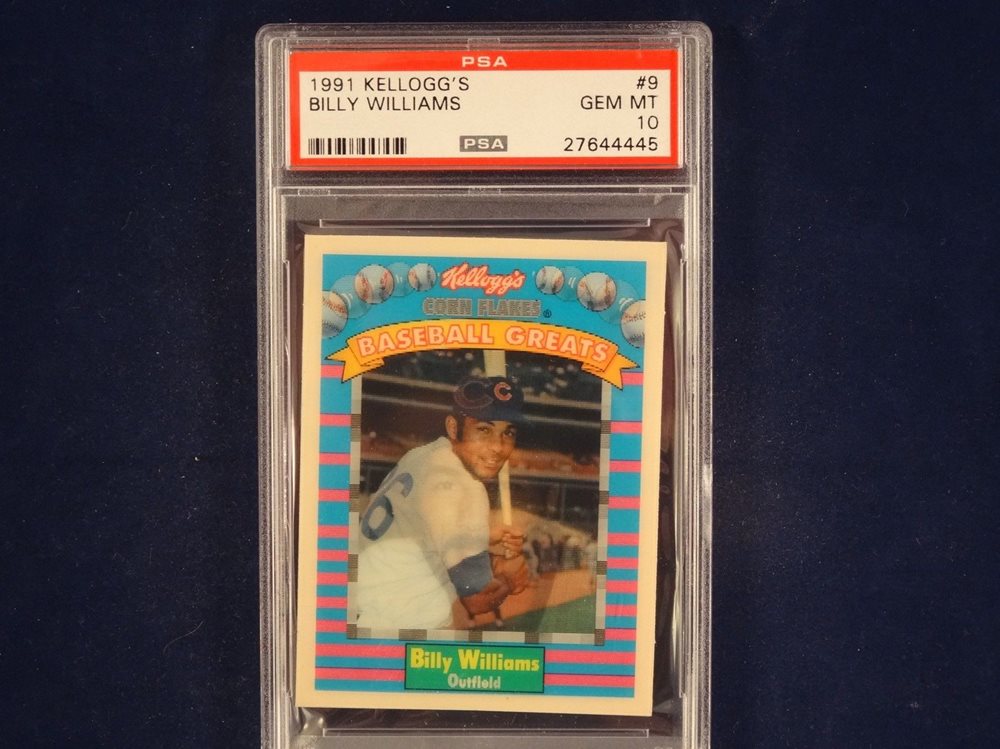 PSA
1991 KELLOGG'S #9
BILLY WILLIAMS GEM MT
10
PSA 27644445
Kellogg's
CORN FLAKES®
BASEBALL GREATS
C
6
Billy Williams
Outfield